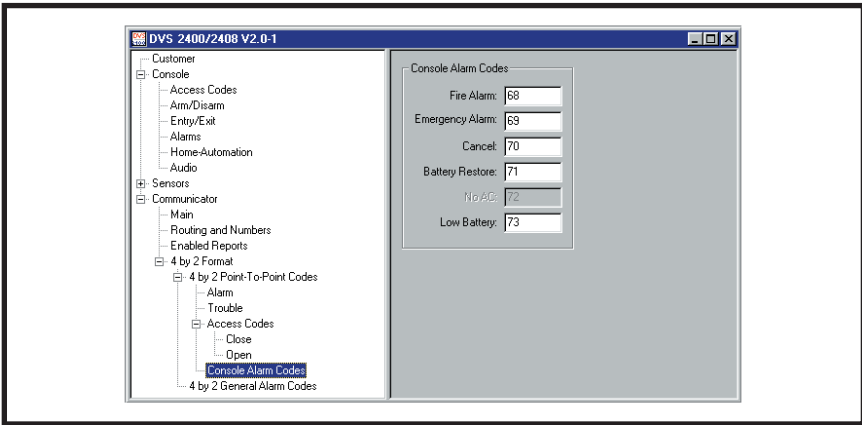 DVS 2400/2408 V2.0-1
Customer
Console
Access Codes
Arm/Disarm
Entry/Exit
Alarms
Home-Automation
Audio
Sensors
Communicator
Main
Routing and Numbers
Enabled Reports
4 by 2 Format
4 by 2 Point-To-Point Codes
Alarm
Trouble
Access Codes
Close
Open
Console Alarm Codes
4 by 2 General Alarm Codes
Console Alarm Codes
Fire Alarm: 68
Emergency Alarm: 69
Cancel: 70
Battery Restore: 71
No AC: 72
Low Battery: 73